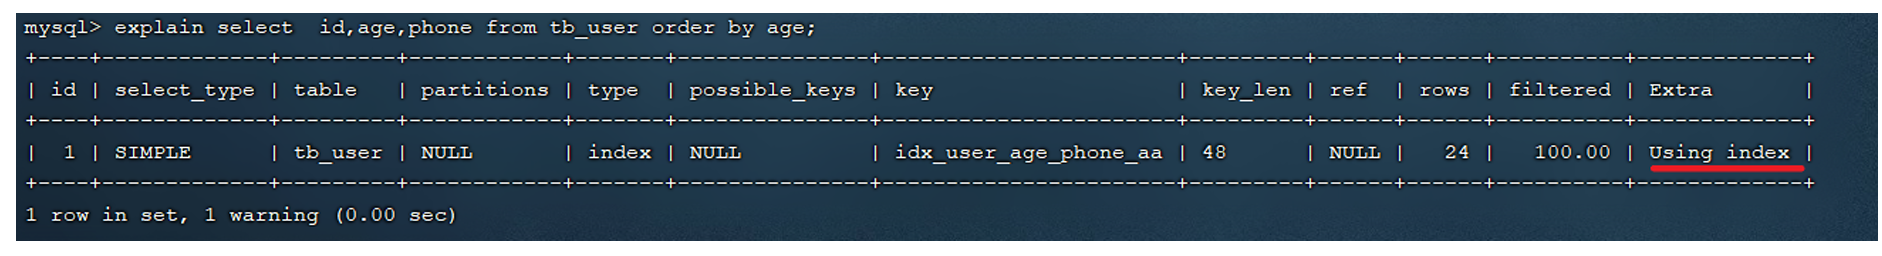 mysql> explain select  id,age,phone from tb_user order by age;
+----+-------------+---------+------------+-------+---------------+-----------------------+---------+------+------+----------+-------------+
| id | select_type | table   | partitions | type  | possible_keys | key                   | key_len | ref  | rows | filtered | Extra       |
+----+-------------+---------+------------+-------+---------------+-----------------------+---------+------+------+----------+-------------+
|  1 | SIMPLE      | tb_user | NULL       | index | NULL          | idx_user_age_phone_aa | 48      | NULL |   24 |   100.00 | Using index |
+----+-------------+---------+------------+-------+---------------+-----------------------+---------+------+------+----------+-------------+
1 row in set, 1 warning (0.00 sec)